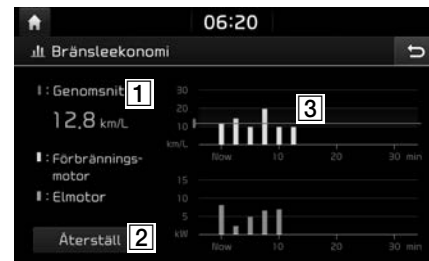 06:20
Bränsleekonomi
: Genomsnit 1
12,8 km/L
: Förbrännings-
motor
: Elmotor
Återställ 2
3
30
20
10
km/L
Now 10 20 30 min
15
10
5
kW
Now 10 20 30 min